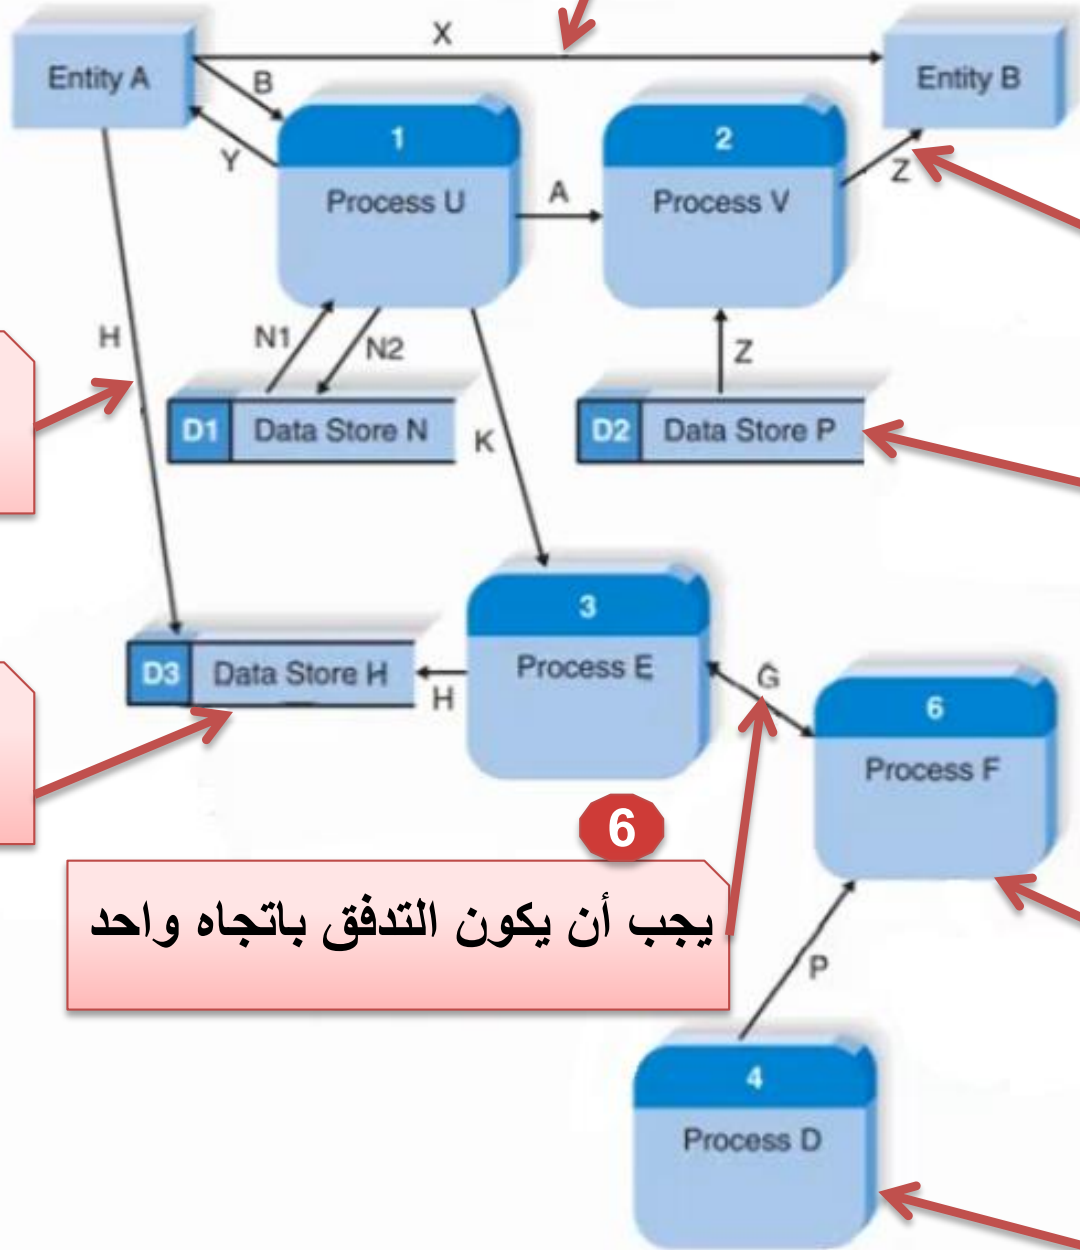 X
Entity A
Entity B
B
1
2
Y
Z
Process U
A
Process V
H
N1
N2
Z
D1 Data Store N
K
D2 Data Store P
3
D3 Data Store H
Process E
G
H
6
Process F
6
يجب أن يكون التدفق باتجاه واحد
P
4
Process D